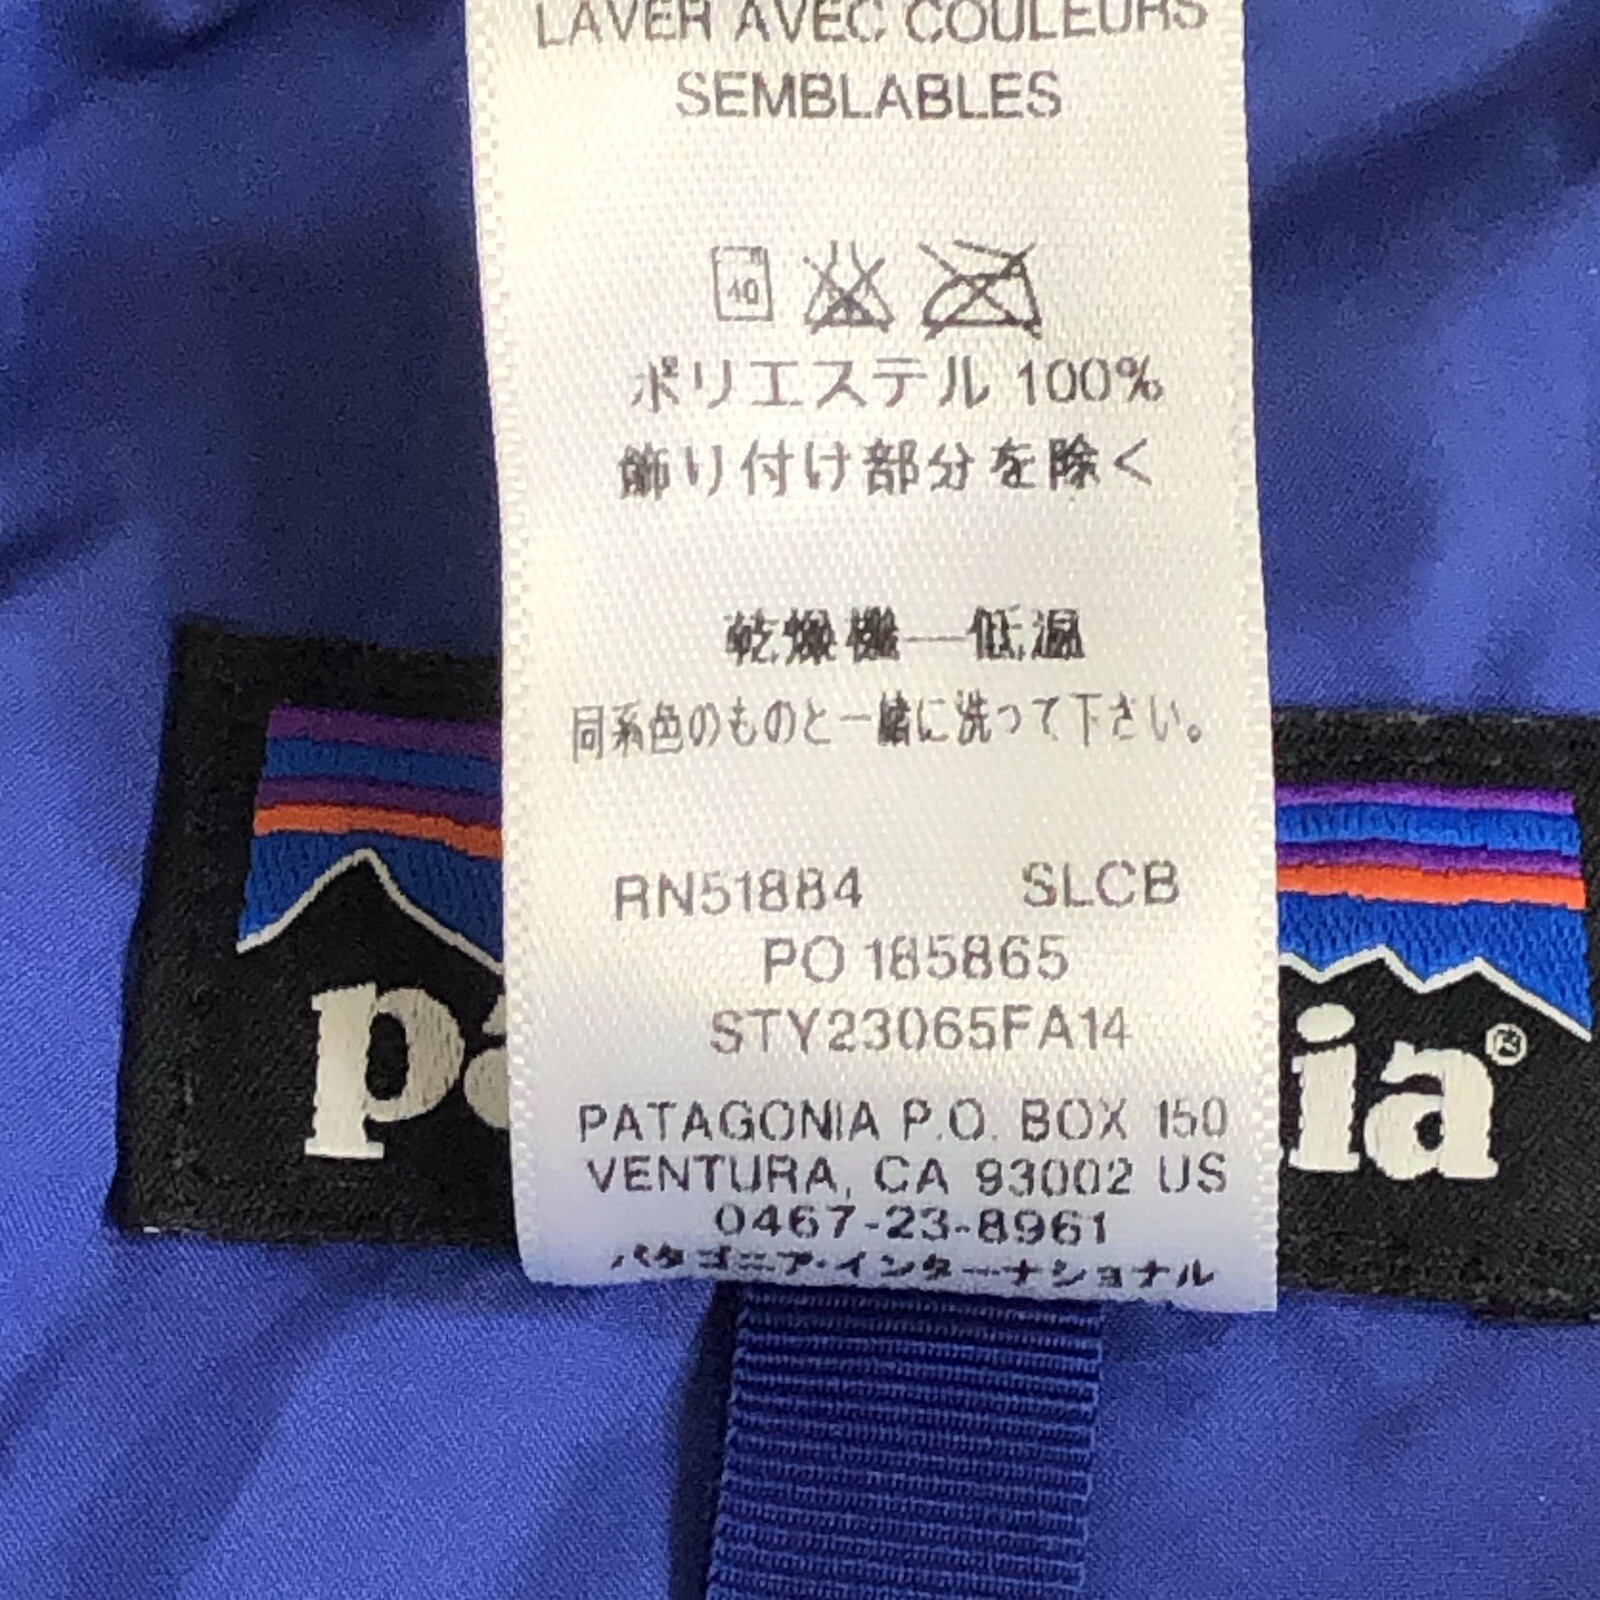 LAVER AVEC COULEURS
SEMBLABLES
40
ポリエステル 100%
飾り付け部分を除く
乾燥機—低温
同系色のものと一緒に洗って下さい。
RN51884 SLCB
PO 185865
STY23065FA14
PATAGONIA P.O. BOX 150
VENTURA, CA 93002 US
0467-23-8961
パタゴニア·インターナショナル
pa
ia®